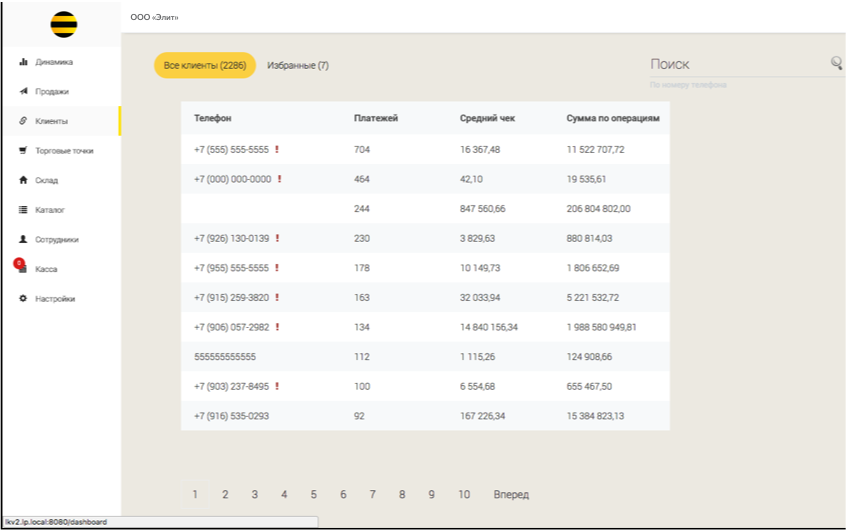 ООО «Элит»
Динамика
Продажи
Клиенты
Торговые точки
Склад
Каталог
Сотрудники
0
Касса
Настройки
Все клиенты (2286) Избранные (7)
Поиск
По номеру телефона
Телефон Платежей Средний чек Сумма по операциям
+7 (555) 555-5555 ! 704 16 367,48 11 522 707,72
+7 (000) 000-0000 ! 464 42,10 19 535,61
244 847 560,66 206 804 802,00
+7 (926) 130-0139 ! 230 3 829,63 880 814,03
+7 (955) 555-5555 ! 178 10 149,73 1 806 652,69
+7 (915) 259-3820 ! 163 32 033,94 5 221 532,72
+7 (906) 057-2982 ! 134 14 840 156,34 1 988 580 949,81
555555555555 112 1 115,26 124 908,66
+7 (903) 237-8495 ! 100 6 554,68 655 467,50
+7 (916) 535-0293 92 167 226,34 15 384 823,13
1 2 3 4 5 6 7 8 9 10 Вперед
lkv2.lp.local:8080/dashboard